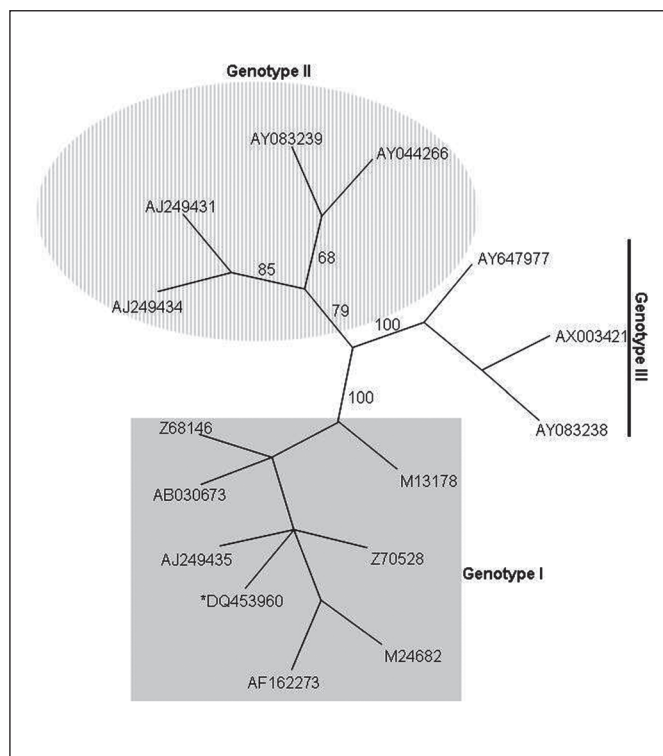 Genotype II
AY083239
AY044266
AJ249431
68
85
AY647977
AJ249434
79
100
Genotype III
AX003421
100
AY083238
Z68146
M13178
AB030673
AJ249435
Z70528
Genotype I
*DQ453960
M24682
AF162273